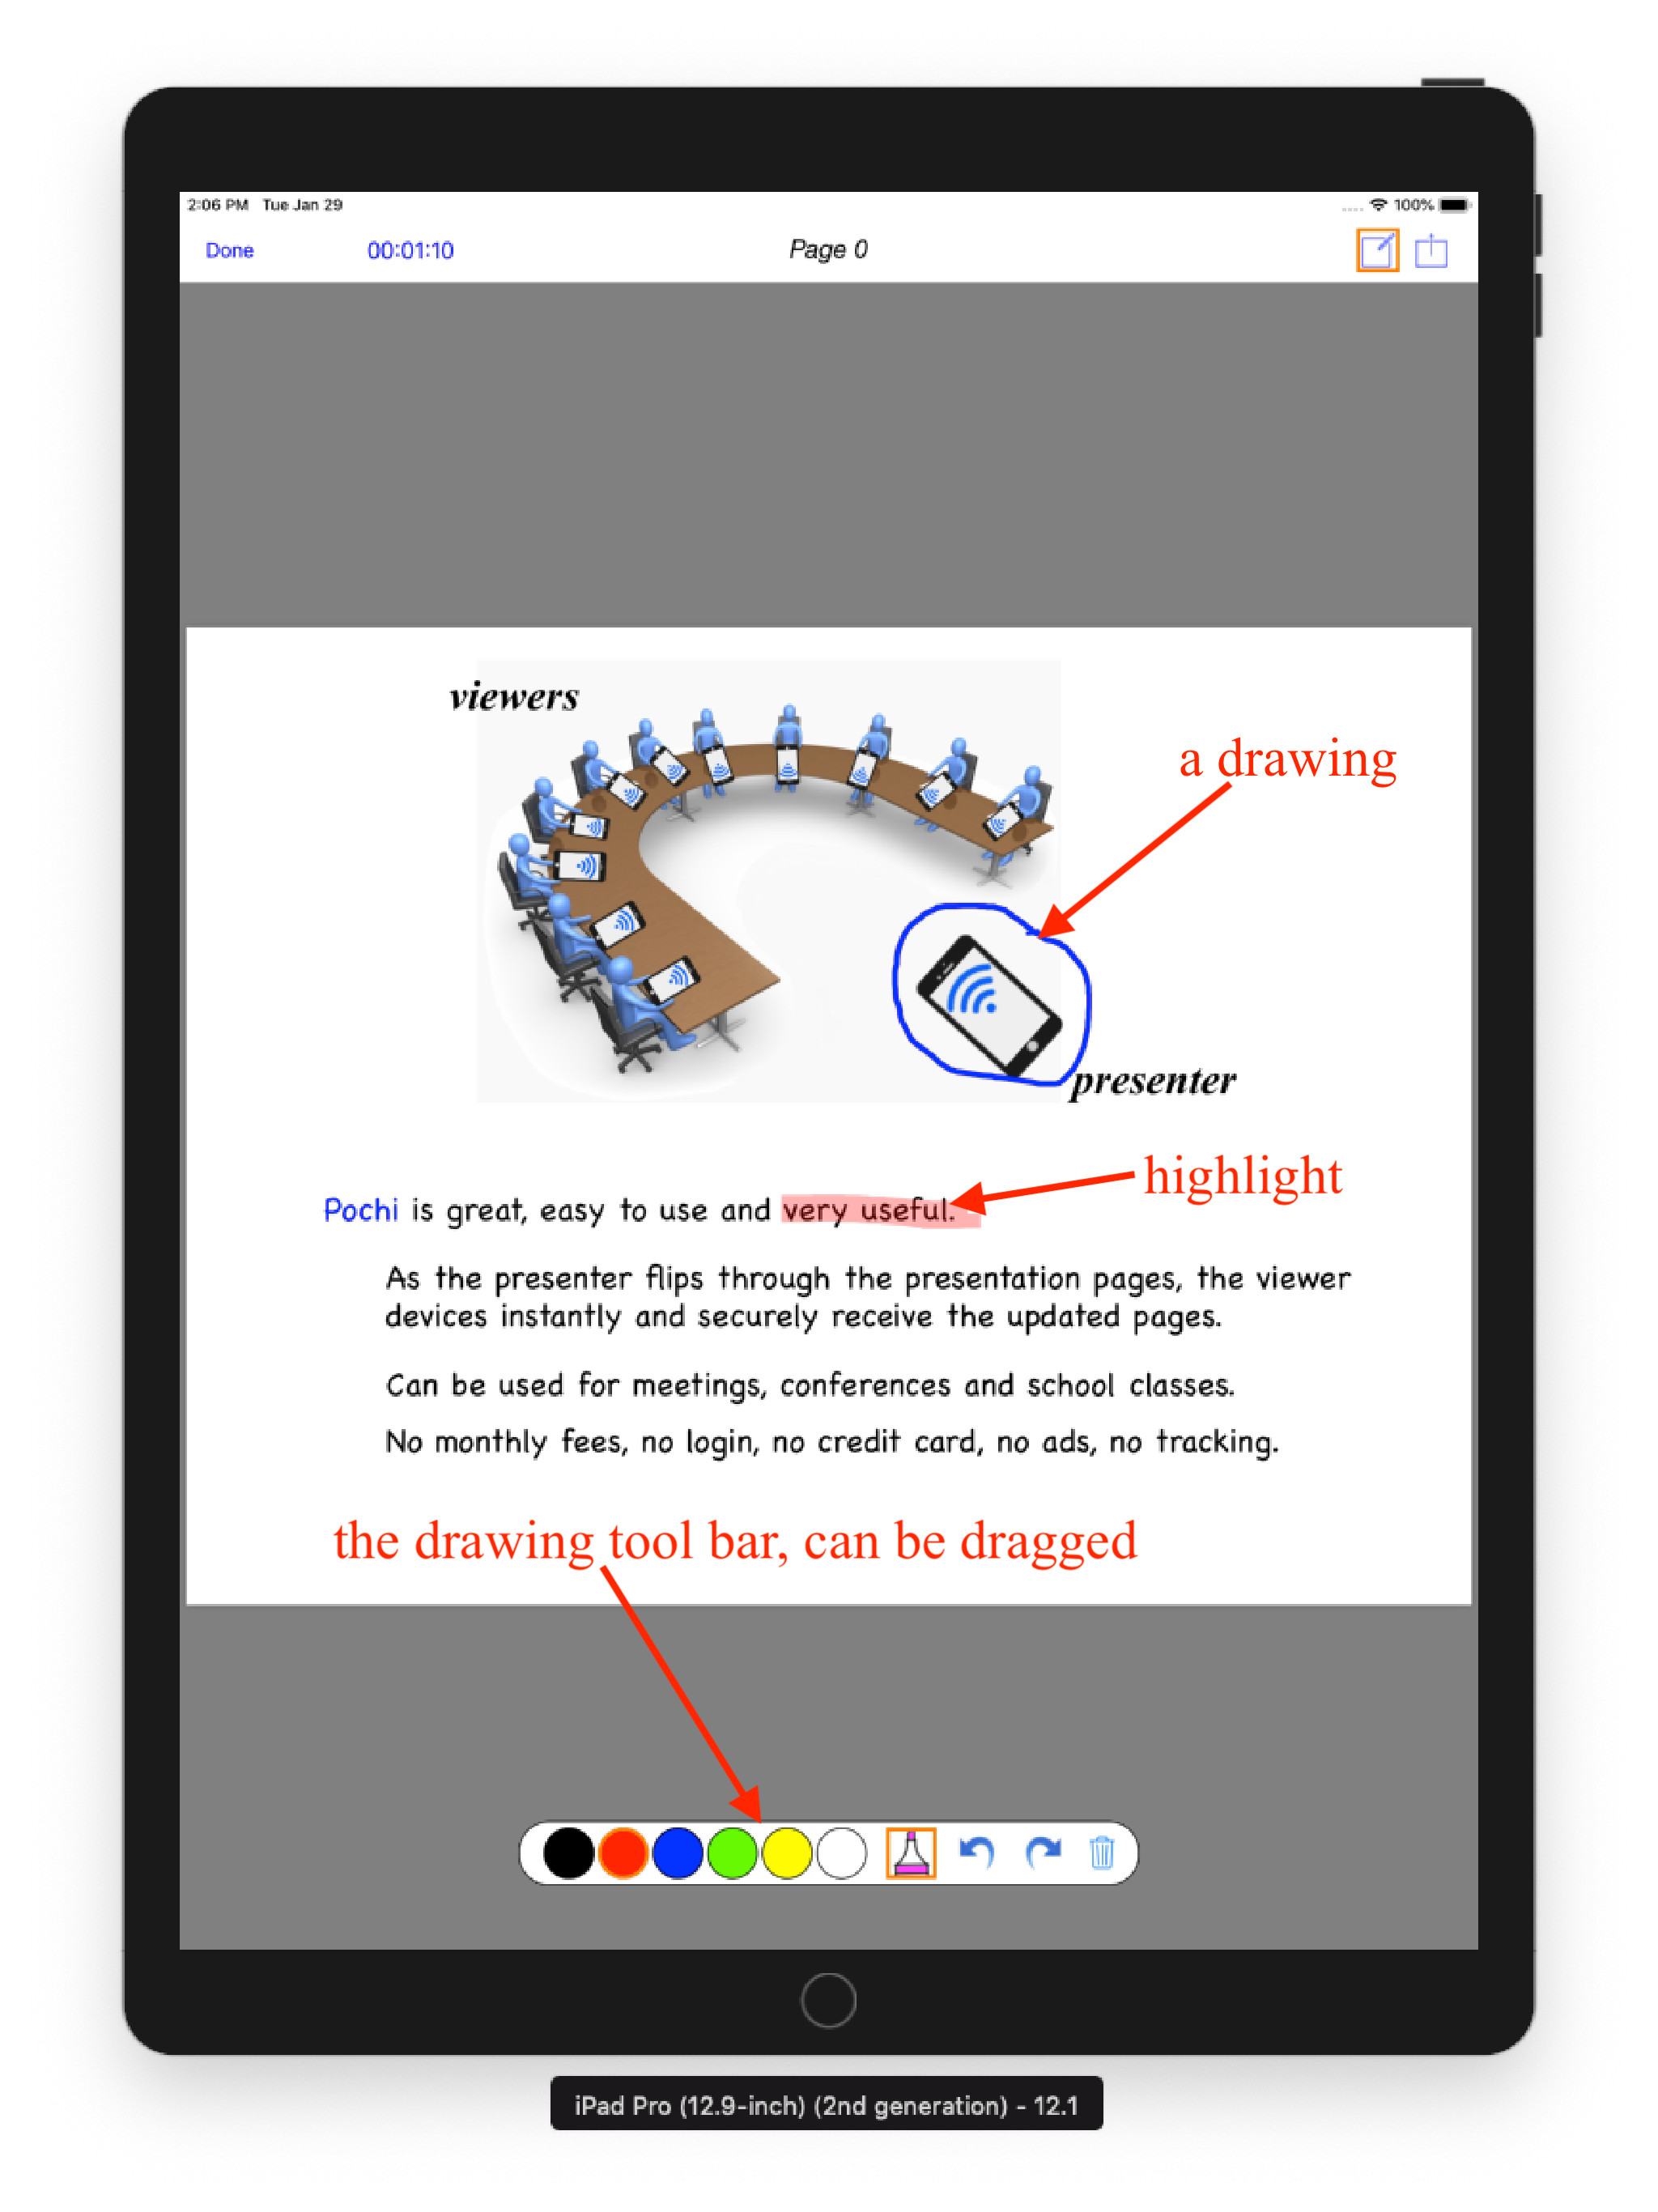 2:06 PM Tue Jan 29
100%
Done 00:01:10 Page 0
viewers
a drawing
presenter
highlight
Pochi is great, easy to use and very useful.
As the presenter flips through the presentation pages, the viewer
devices instantly and securely receive the updated pages.
Can be used for meetings, conferences and school classes.
No monthly fees, no login, no credit card, no ads, no tracking.
the drawing tool bar, can be dragged
iPad Pro (12.9-inch) (2nd generation) - 12.1